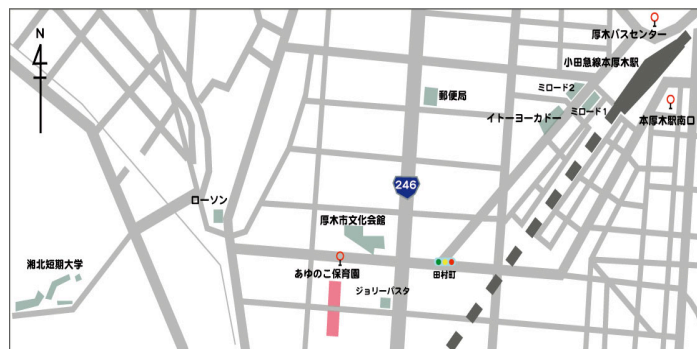 厚木バスセンター
小田急線本厚木駅
ミロード2
ミロード1
本厚木駅南口
郵便局
イトーヨーカドー
246
ローソン
厚木市文化会館
湘北短期大学
あゆのこ保育園
田村町
ジョリーパスタ